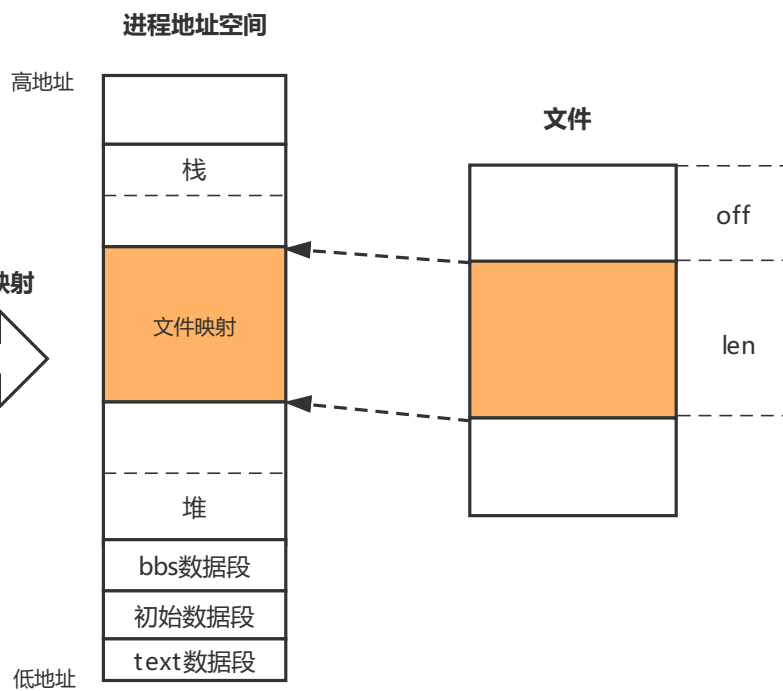 进程地址空间
高地址
文件
栈
off
映射
文件映射
len
堆
bbs数据段
初始数据段
text数据段
低地址